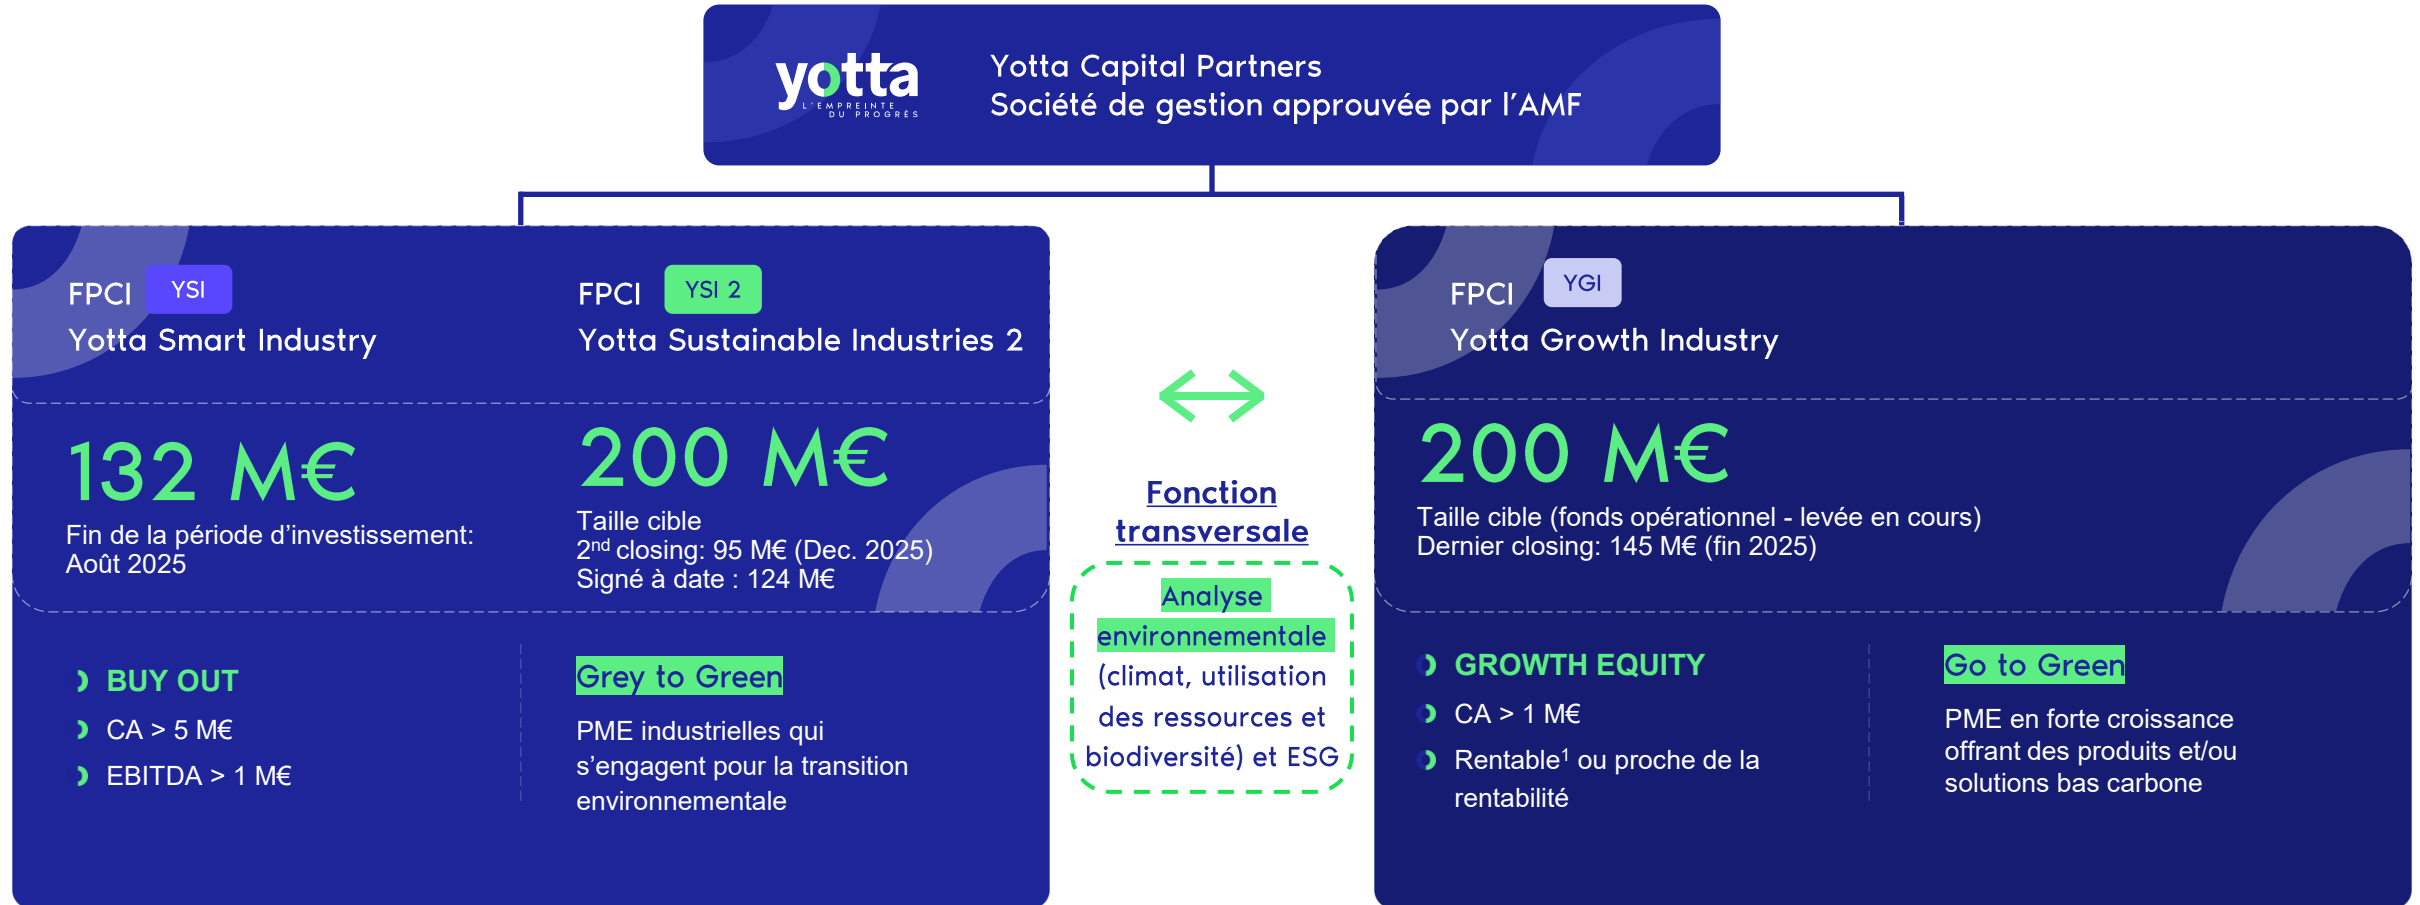 yotta
L'EMPREINTE
DU PROGRÈS
Yotta Capital Partners
Société de gestion approuvée par l'AMF
FPCI YSI
Yotta Smart Industry
FPCI YSI 2
Yotta Sustainable Industries 2
132 M€
Fin de la période d'investissement:
Août 2025
200 M€
Taille cible
2nd closing: 95 M€ (Dec. 2025)
Signé à date : 124 M€
BUY OUT
CA > 5 M€
EBITDA > 1 M€
Grey to Green
PME industrielles qui
s'engagent pour la transition
environnementale
Fonction
transversale
Analyse
environnementale
(climat, utilisation
des ressources et
biodiversité) et ESG
FPCI YGI
Yotta Growth Industry
200 M€
Taille cible (fonds opérationnel - levée en cours)
Dernier closing: 145 M€ (fin 2025)
GROWTH EQUITY
CA > 1 M€
Rentable¹ ou proche de la
rentabilité
Go to Green
PME en forte croissance
offrant des produits et/ou
solutions bas carbone